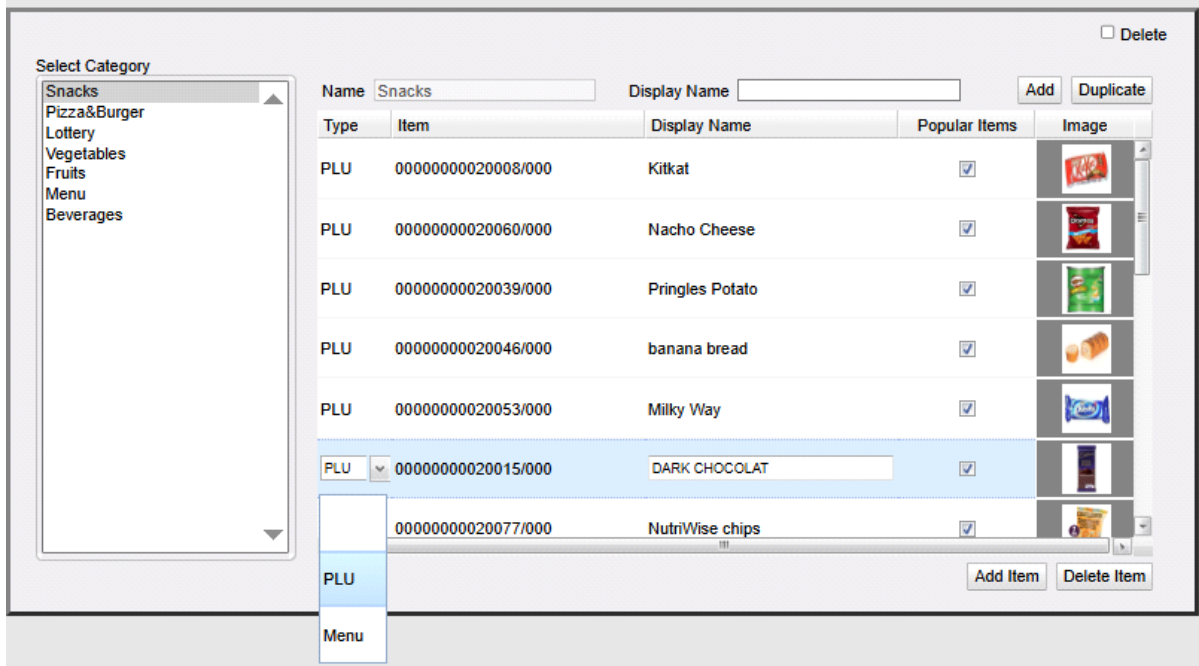 Delete
Select Category
Snacks
Pizza&Burger
Lottery
Vegetables
Fruits
Menu
Beverages
Name Snacks Display Name Add Duplicate
Type Item Display Name Popular Items Image
PLU 00000000020008/000 Kitkat
PLU 00000000020060/000 Nacho Cheese
PLU 00000000020039/000 Pringles Potato
PLU 00000000020046/000 banana bread
PLU 00000000020053/000 Milky Way
PLU 00000000020015/000 DARK CHOCOLAT
00000000020077/000 NutriWise chips
PLU
Menu
Add Item Delete Item